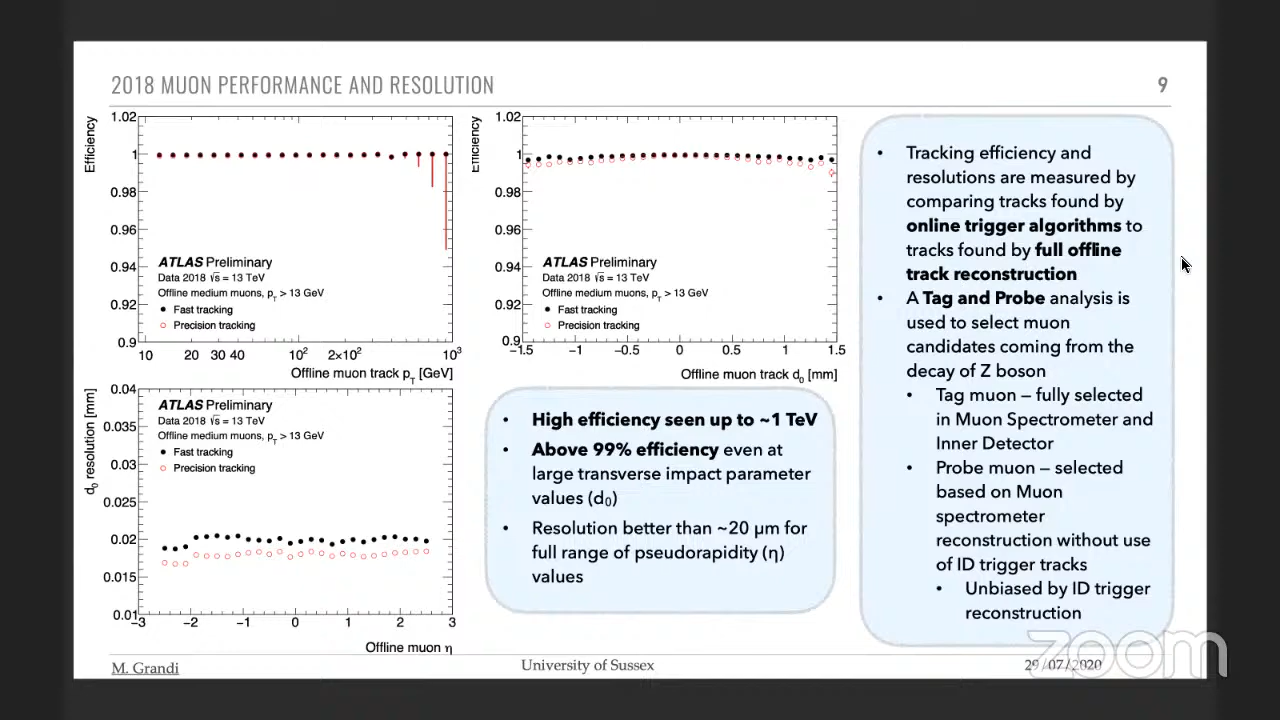 2018 MUON PERFORMANCE AND RESOLUTION
9
Efficiency
1.02
1
0.98
0.96
0.94
0.92
0.9
ATLAS Preliminary
Data 2018 √s = 13 TeV
Offline medium muons, pT > 13 GeV
Fast tracking
Precision tracking
10 20 30 40 10² 2×10² 10³
Offline muon track pT [GeV]
Efficiency
1.02
1
0.98
0.96
0.94
0.92
0.9
ATLAS Preliminary
Data 2018 √s = 13 TeV
Offline medium muons, pT > 13 GeV
Fast tracking
Precision tracking
−1.5 −1 −0.5 0 0.5 1 1.5
Offline muon track d0 [mm]
d0 resolution [mm]
0.04
0.035
0.03
0.025
0.02
0.015
0.01
ATLAS Preliminary
Data 2018 √s = 13 TeV
Offline medium muons, pT > 13 GeV
Fast tracking
Precision tracking
−3 −2 −1 0 1 2 3
Offline muon η
• High efficiency seen up to ~1 TeV
• Above 99% efficiency even at
large transverse impact parameter
values (d0)
• Resolution better than ~20 μm for
full range of pseudorapidity (η)
values
• Tracking efficiency and
resolutions are measured by
comparing tracks found by
online trigger algorithms to
tracks found by full offline
track reconstruction
• A Tag and Probe analysis is
used to select muon
candidates coming from the
decay of Z boson
• Tag muon – fully selected
in Muon Spectrometer and
Inner Detector
• Probe muon – selected
based on Muon
spectrometer
reconstruction without use
of ID trigger tracks
• Unbiased by ID trigger
reconstruction
M. Grandi
University of Sussex
29/07/2020
zoom